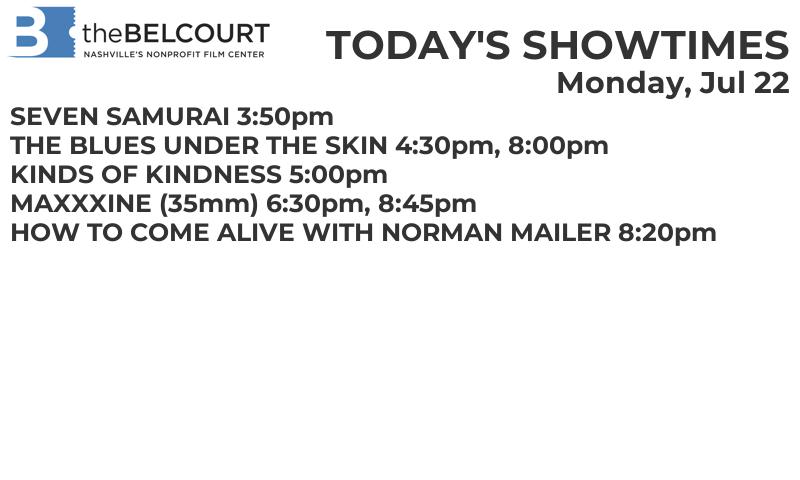 B theBELCOURT
NASHVILLE'S NONPROFIT FILM CENTER
TODAY'S SHOWTIMES
Monday, Jul 22
SEVEN SAMURAI 3:50pm
THE BLUES UNDER THE SKIN 4:30pm, 8:00pm
KINDS OF KINDNESS 5:00pm
MAXXXINE (35mm) 6:30pm, 8:45pm
HOW TO COME ALIVE WITH NORMAN MAILER 8:20pm